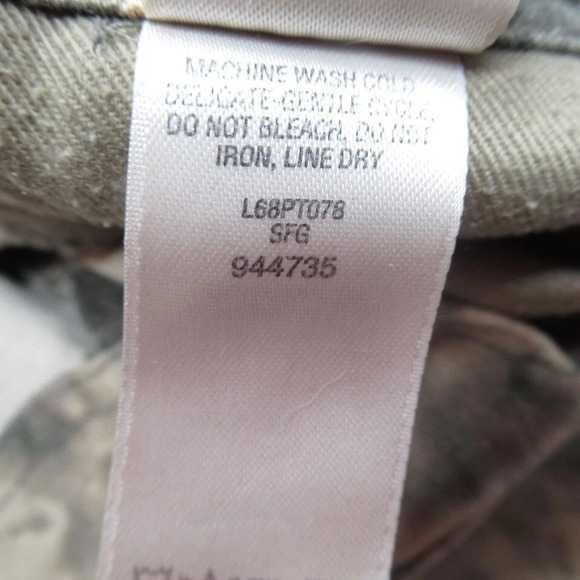 MACHINE WASH COLD
DELICATE-GENTLE CYCLE,
DO NOT BLEACH, DO NOT
IRON, LINE DRY
L68PT078
SFG
944735